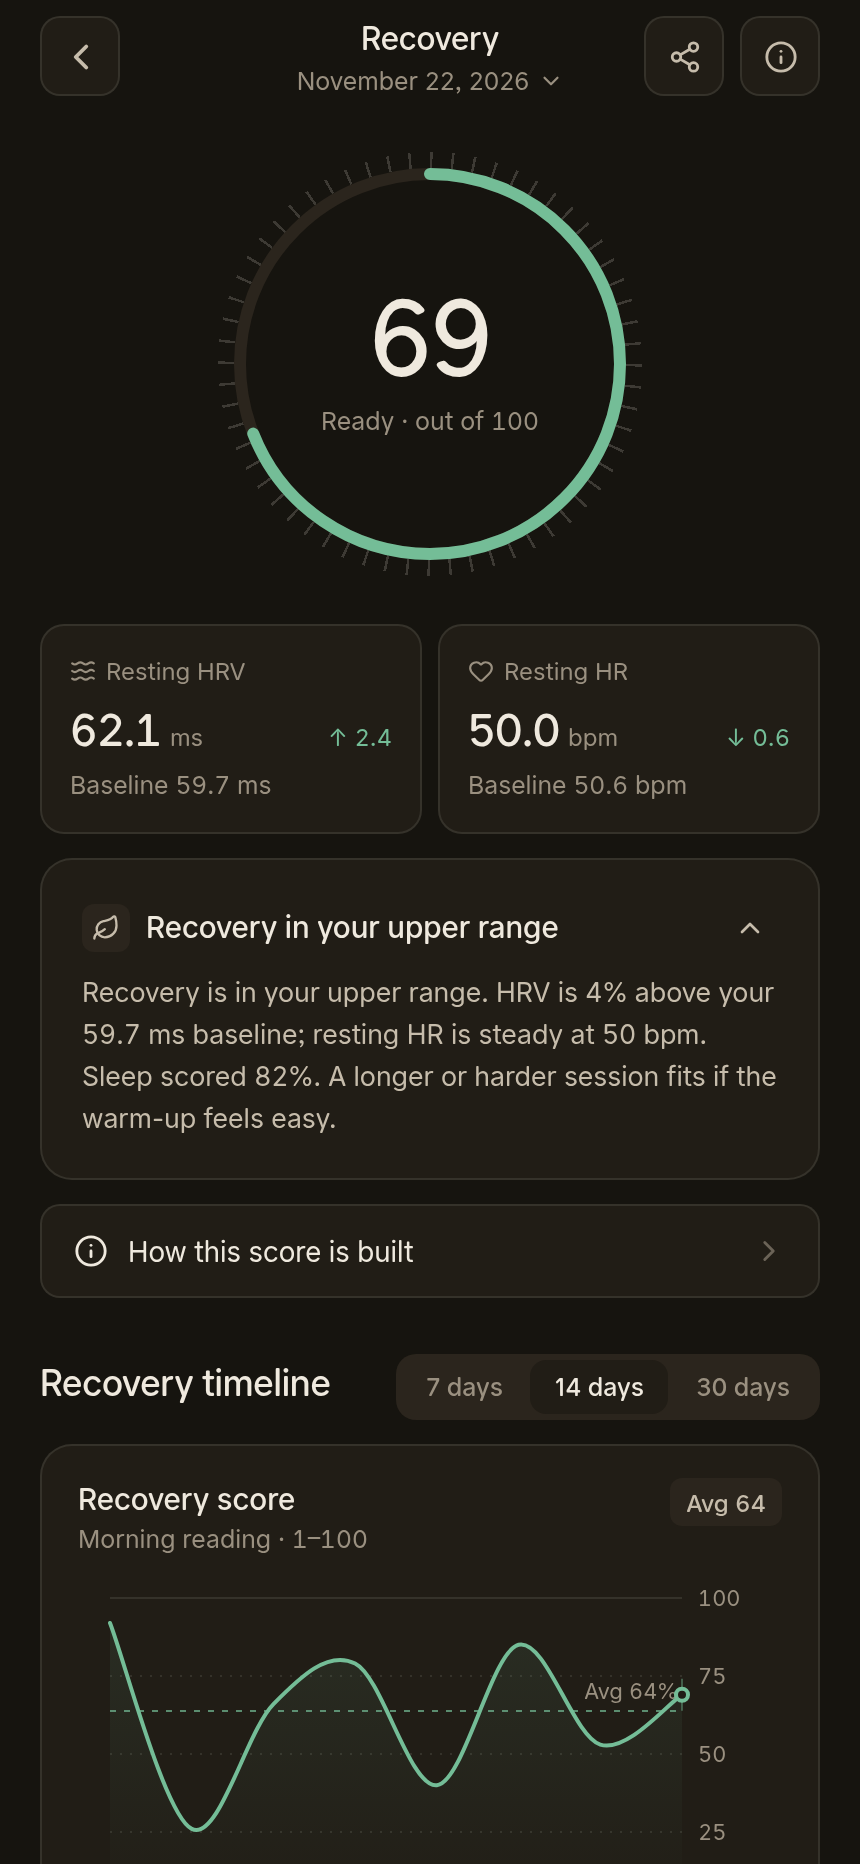 Recovery
November 22, 2026
69
Ready · out of 100
Resting HRV
62.1 ms
↑ 2.4
Baseline 59.7 ms
Resting HR
50.0 bpm
↓ 0.6
Baseline 50.6 bpm
Recovery in your upper range
Recovery is in your upper range. HRV is 4% above your
59.7 ms baseline; resting HR is steady at 50 bpm.
Sleep scored 82%. A longer or harder session fits if the
warm-up feels easy.
How this score is built
Recovery timeline
7 days
14 days
30 days
Recovery score
Avg 64
Morning reading · 1–100
100
75
Avg 64%
50
25